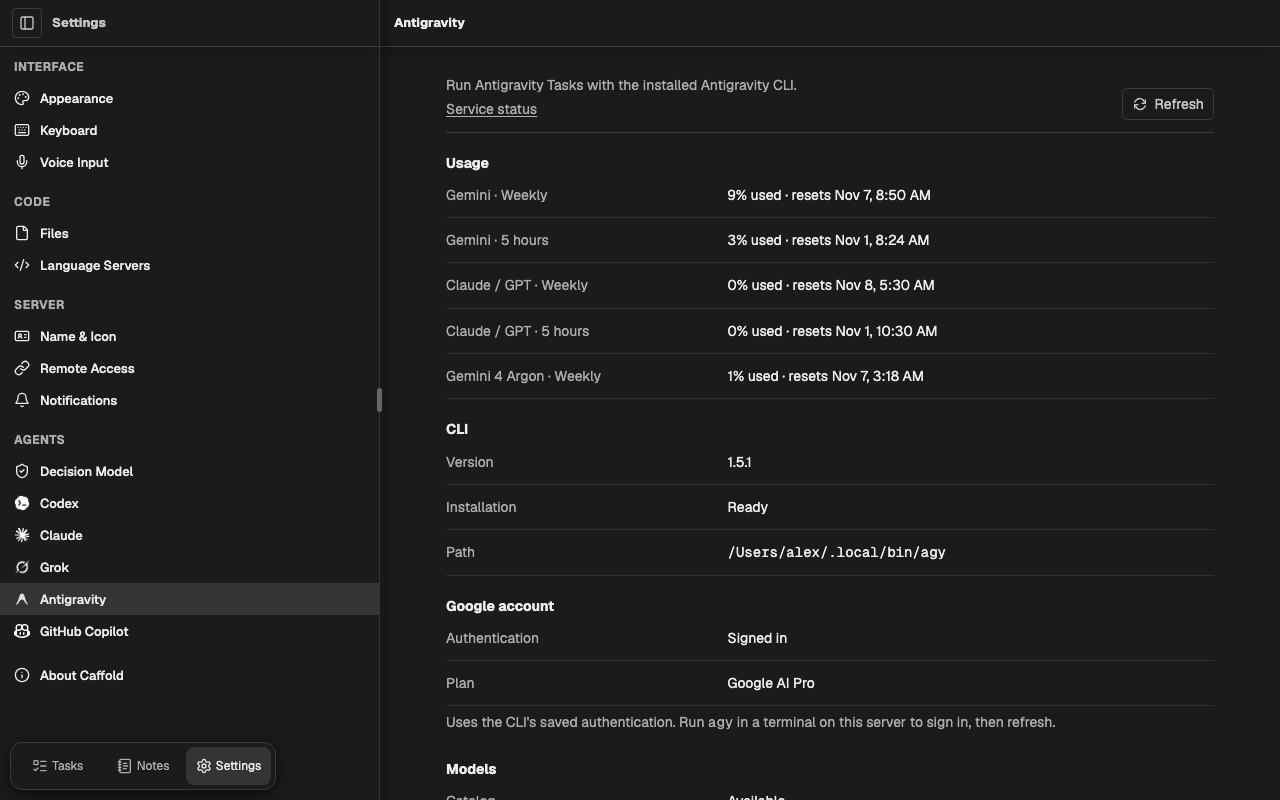 Settings
Antigravity
INTERFACE
Appearance
Keyboard
Voice Input
CODE
Files
Language Servers
SERVER
Name & Icon
Remote Access
Notifications
AGENTS
Decision Model
Codex
Claude
Grok
Antigravity
GitHub Copilot
About Caffold
Tasks
Notes
Settings
Run Antigravity Tasks with the installed Antigravity CLI.
Service status
Refresh
Usage
Gemini · Weekly 9% used · resets Nov 7, 8:50 AM
Gemini · 5 hours 3% used · resets Nov 1, 8:24 AM
Claude / GPT · Weekly 0% used · resets Nov 8, 5:30 AM
Claude / GPT · 5 hours 0% used · resets Nov 1, 10:30 AM
Gemini 4 Argon · Weekly 1% used · resets Nov 7, 3:18 AM
CLI
Version 1.5.1
Installation Ready
Path /Users/alex/.local/bin/agy
Google account
Authentication Signed in
Plan Google AI Pro
Uses the CLI's saved authentication. Run agy in a terminal on this server to sign in, then refresh.
Models
Catalog Available